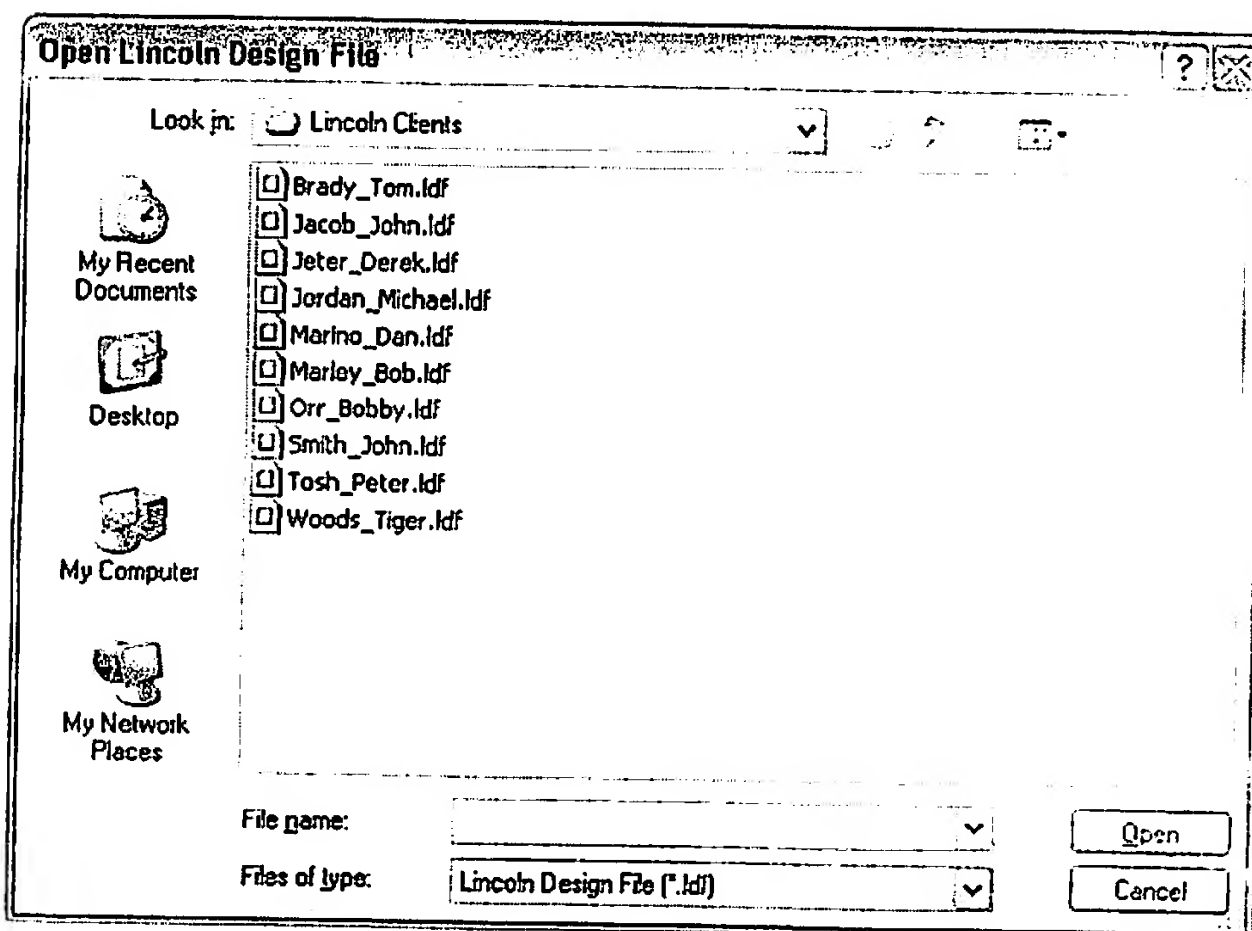 Open Lincoln Design File
?
Look in: Lincoln Clients
My Recent
Documents
Desktop
My Computer
My Network
Places
Brady_Tom.ldf
Jacob_John.ldf
Jeter_Derek.ldf
Jordan_Michael.ldf
Marino_Dan.ldf
Marley_Bob.ldf
Orr_Bobby.ldf
Smith_John.ldf
Tosh_Peter.ldf
Woods_Tiger.ldf
File name:
Open
Files of type: Lincoln Design File (*.ldf)
Cancel